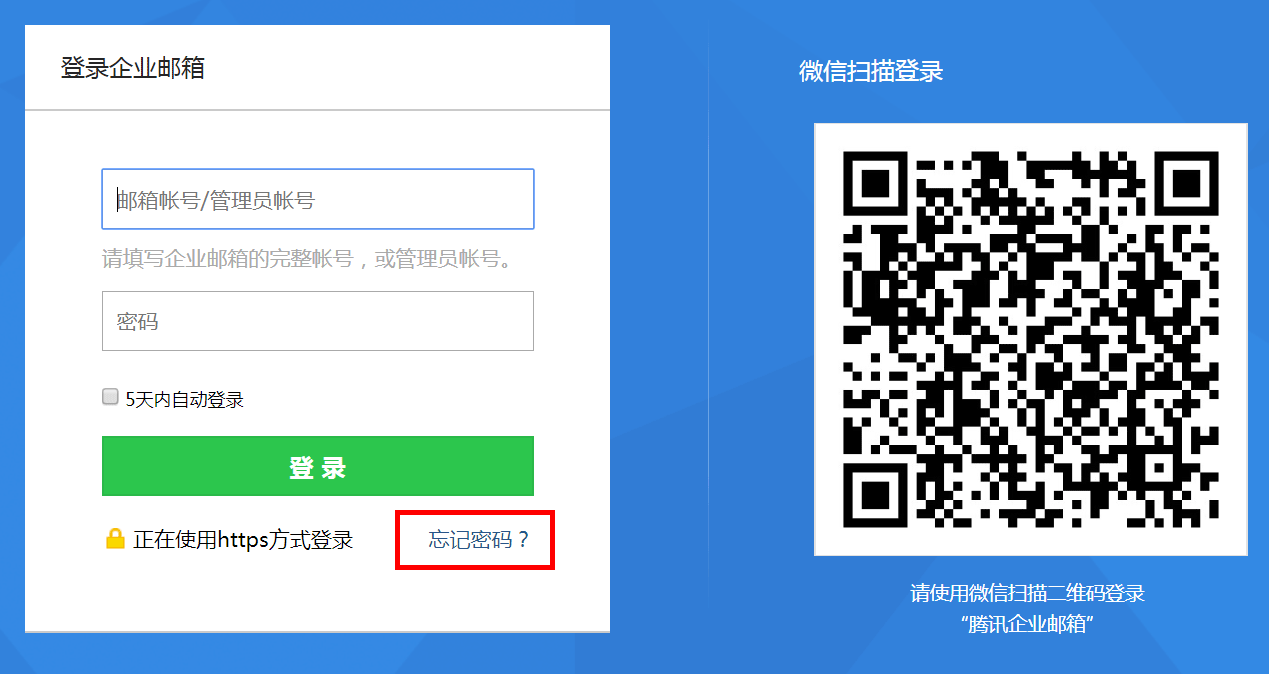 登录企业邮箱
邮箱帐号/管理员帐号
请填写企业邮箱的完整帐号，或管理员帐号。
密码
5天内自动登录
登 录
正在使用https方式登录
忘记密码？
微信扫描登录
请使用微信扫描二维码登录
“腾讯企业邮箱”